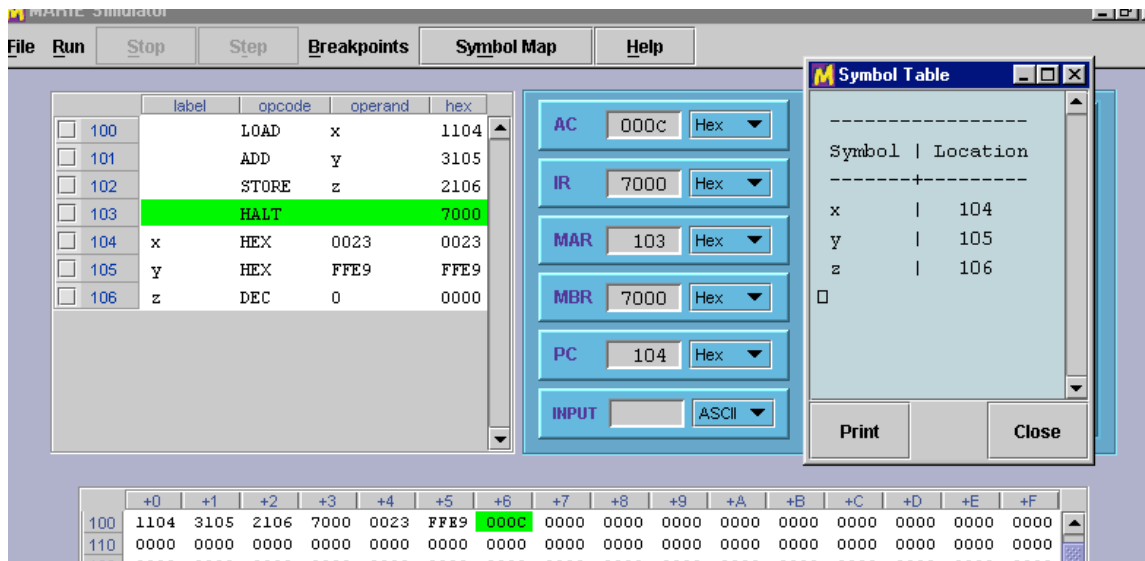 MARIE Simulator
File Run Stop Step Breakpoints Symbol Map Help
label opcode operand hex
100 LOAD x 1104
101 ADD y 3105
102 STORE z 2106
103 HALT 7000
104 x HEX 0023 0023
105 y HEX FFE9 FFE9
106 z DEC 0 0000
AC 000C Hex
IR 7000 Hex
MAR 103 Hex
MBR 7000 Hex
PC 104 Hex
INPUT ASCII
Symbol Table
------------------
Symbol | Location
-------+---------
x | 104
y | 105
z | 106
Print Close
+0 +1 +2 +3 +4 +5 +6 +7 +8 +9 +A +B +C +D +E +F
100 1104 3105 2106 7000 0023 FFE9 000C 0000 0000 0000 0000 0000 0000 0000 0000 0000
110 0000 0000 0000 0000 0000 0000 0000 0000 0000 0000 0000 0000 0000 0000 0000 0000